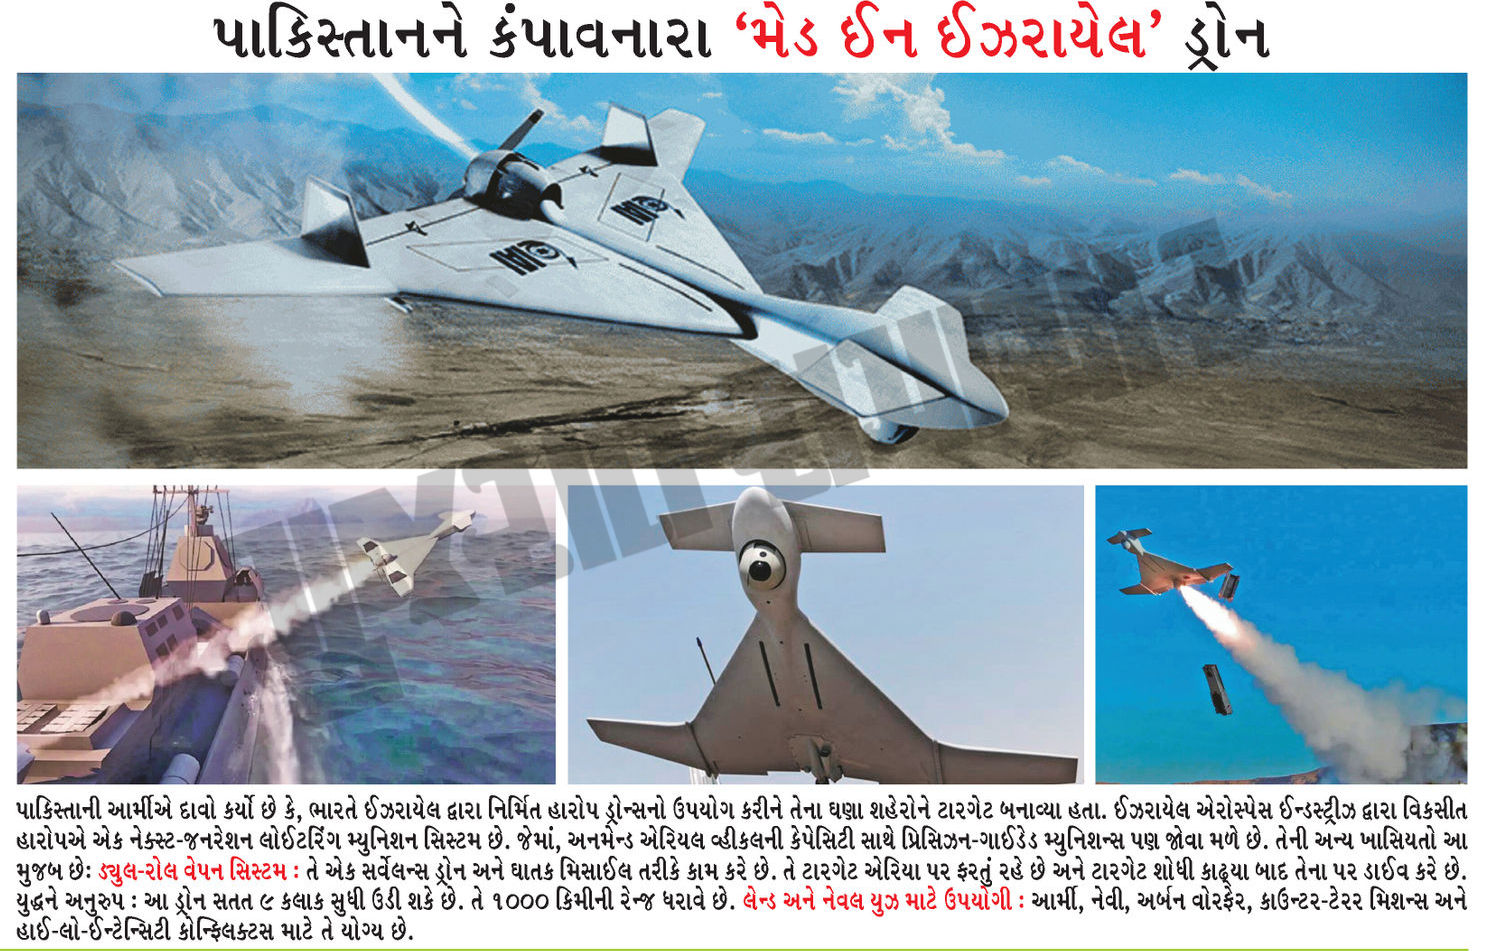 પાકિસ્તાનને કંપાવનારા ‘મેડ ઈન ઈઝરાયેલ’ ડ્રોન
IAI
IAI
પાકિસ્તાની આર્મીએ દાવો કર્યો છે કે, ભારતે ઈઝરાયેલ દ્વારા નિર્મિત હારોપ ડ્રોન્સનો ઉપયોગ કરીને તેના ઘણા શહેરોને ટારગેટ બનાવ્યા હતા. ઈઝરાયેલ એરોસ્પેસ ઈન્ડસ્ટ્રીઝ દ્વારા વિકસીત
હારોપએ એક નેક્સ્ટ-જનરેશન લોઈટરિંગ મ્યુનિશન સિસ્ટમ છે. જેમાં, અનમેન્ડ એરિયલ વ્હીકલની કેપેસિટી સાથે પ્રિસિઝન-ગાઈડેડ મ્યુનિશન્સ પણ જોવા મળે છે. તેની અન્ય ખાસિયતો આ
મુજબ છેઃ ડ્યુલ-રોલ વેપન સિસ્ટમ : તે એક સર્વેલન્સ ડ્રોન અને ઘાતક મિસાઈલ તરીકે કામ કરે છે. તે ટારગેટ એરિયા પર ફરતું રહે છે અને ટારગેટ શોધી કાઢ્યા બાદ તેના પર ડાઈવ કરે છે.
યુદ્ધને અનુરુપ : આ ડ્રોન સતત ૯ કલાક સુધી ઉડી શકે છે. તે ૧૦૦૦ કિમીની રેન્જ ધરાવે છે. લેન્ડ અને નેવલ યુઝ માટે ઉપયોગી : આર્મી, નેવી, અર્બન વોરફેર, કાઉન્ટર-ટેરર મિશન્સ અને
હાઈ-લો-ઈન્ટેન્સિટી કોન્ફિલક્ટસ માટે તે યોગ્ય છે.